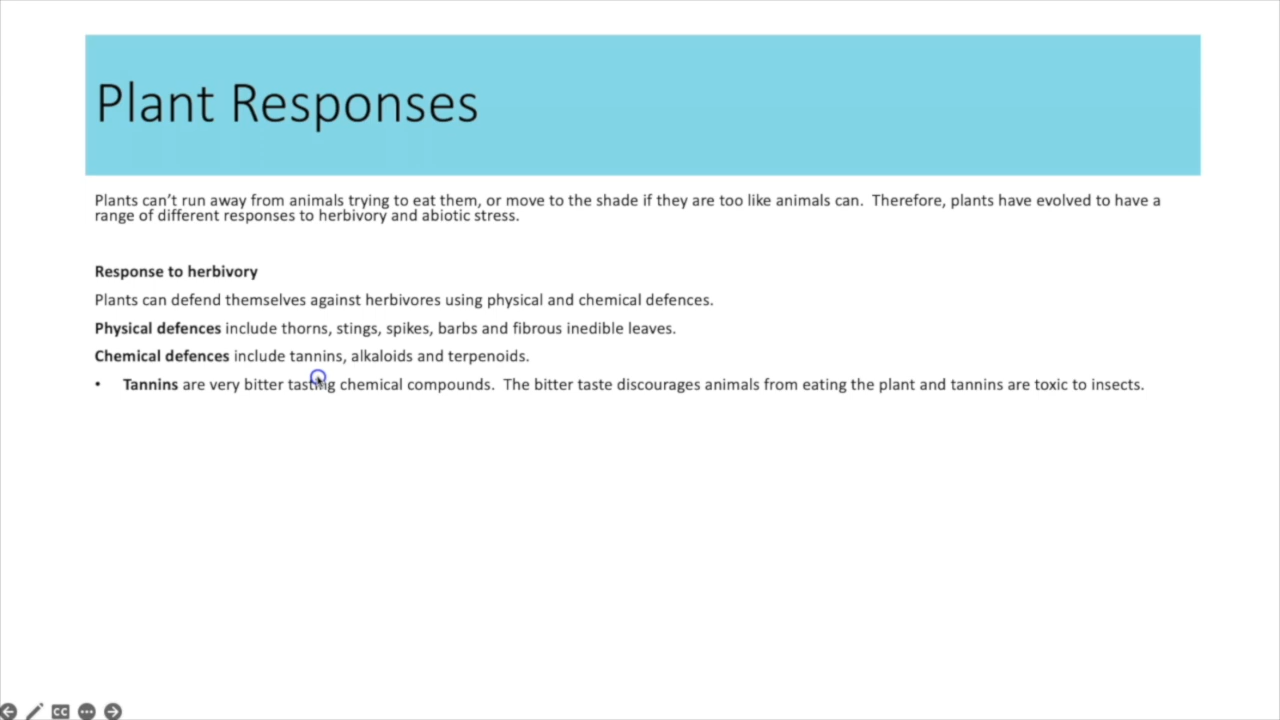 Plant Responses
Plants can’t run away from animals trying to eat them, or move to the shade if they are too like animals can.  Therefore, plants have evolved to have a
range of different responses to herbivory and abiotic stress.
Response to herbivory
Plants can defend themselves against herbivores using physical and chemical defences.
Physical defences include thorns, stings, spikes, barbs and fibrous inedible leaves.
Chemical defences include tannins, alkaloids and terpenoids.
• Tannins are very bitter tasting chemical compounds.  The bitter taste discourages animals from eating the plant and tannins are toxic to insects.
CC